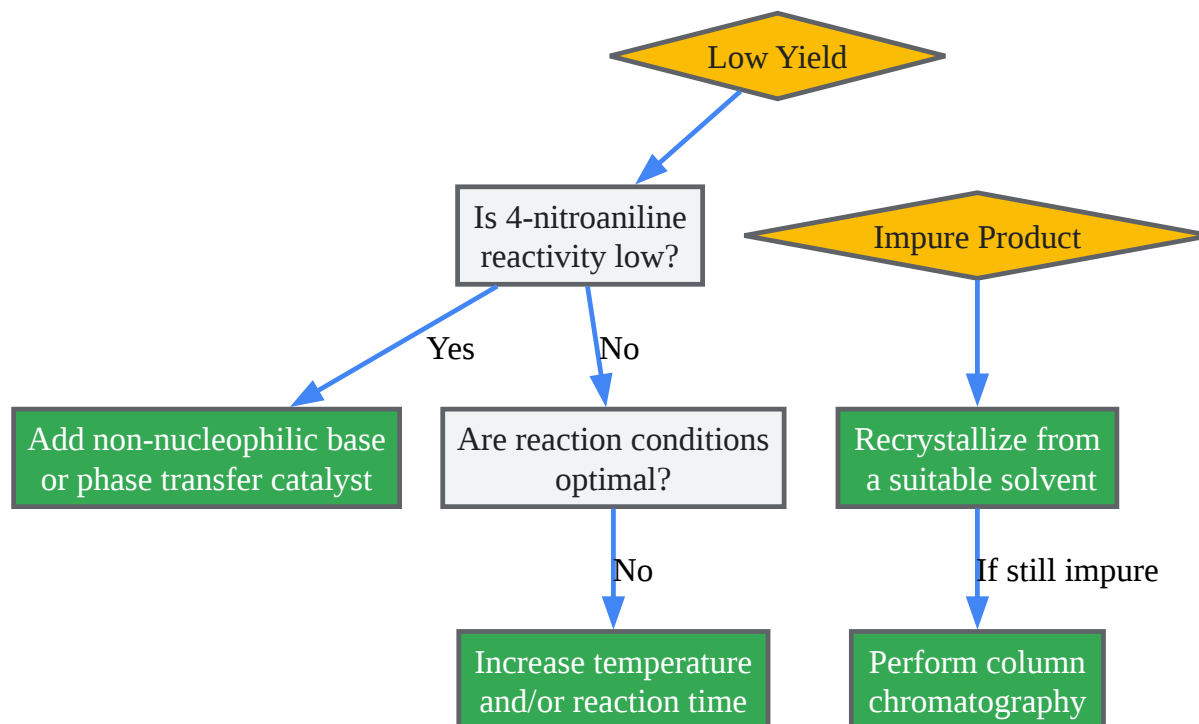 Low Yield
Is 4-nitroaniline
reactivity low?
Impure Product
Yes
No
Add non-nucleophilic base
or phase transfer catalyst
Are reaction conditions
optimal?
Recrystallize from
a suitable solvent
No
If still impure
Increase temperature
and/or reaction time
Perform column
chromatography